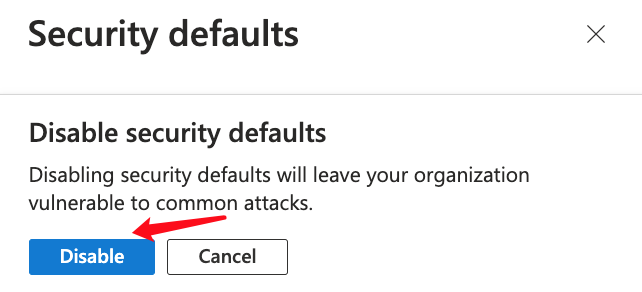 Security defaults
Disable security defaults
Disabling security defaults will leave your organization
vulnerable to common attacks.
Disable
Cancel